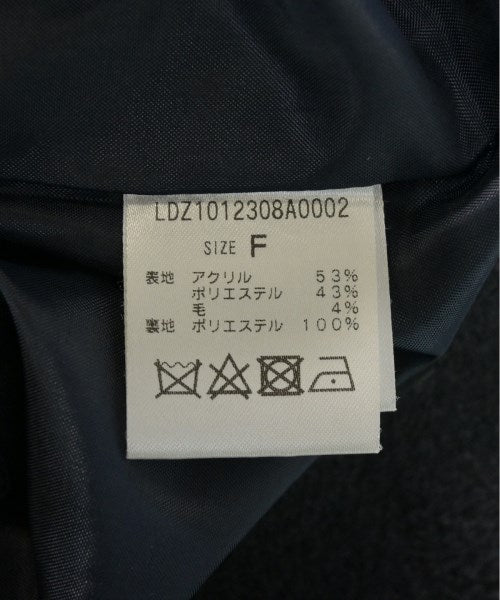 LDZ1012308A0002
SIZE F
表地 アクリル 53%
ポリエステル 43%
毛 4%
裏地 ポリエステル 100%